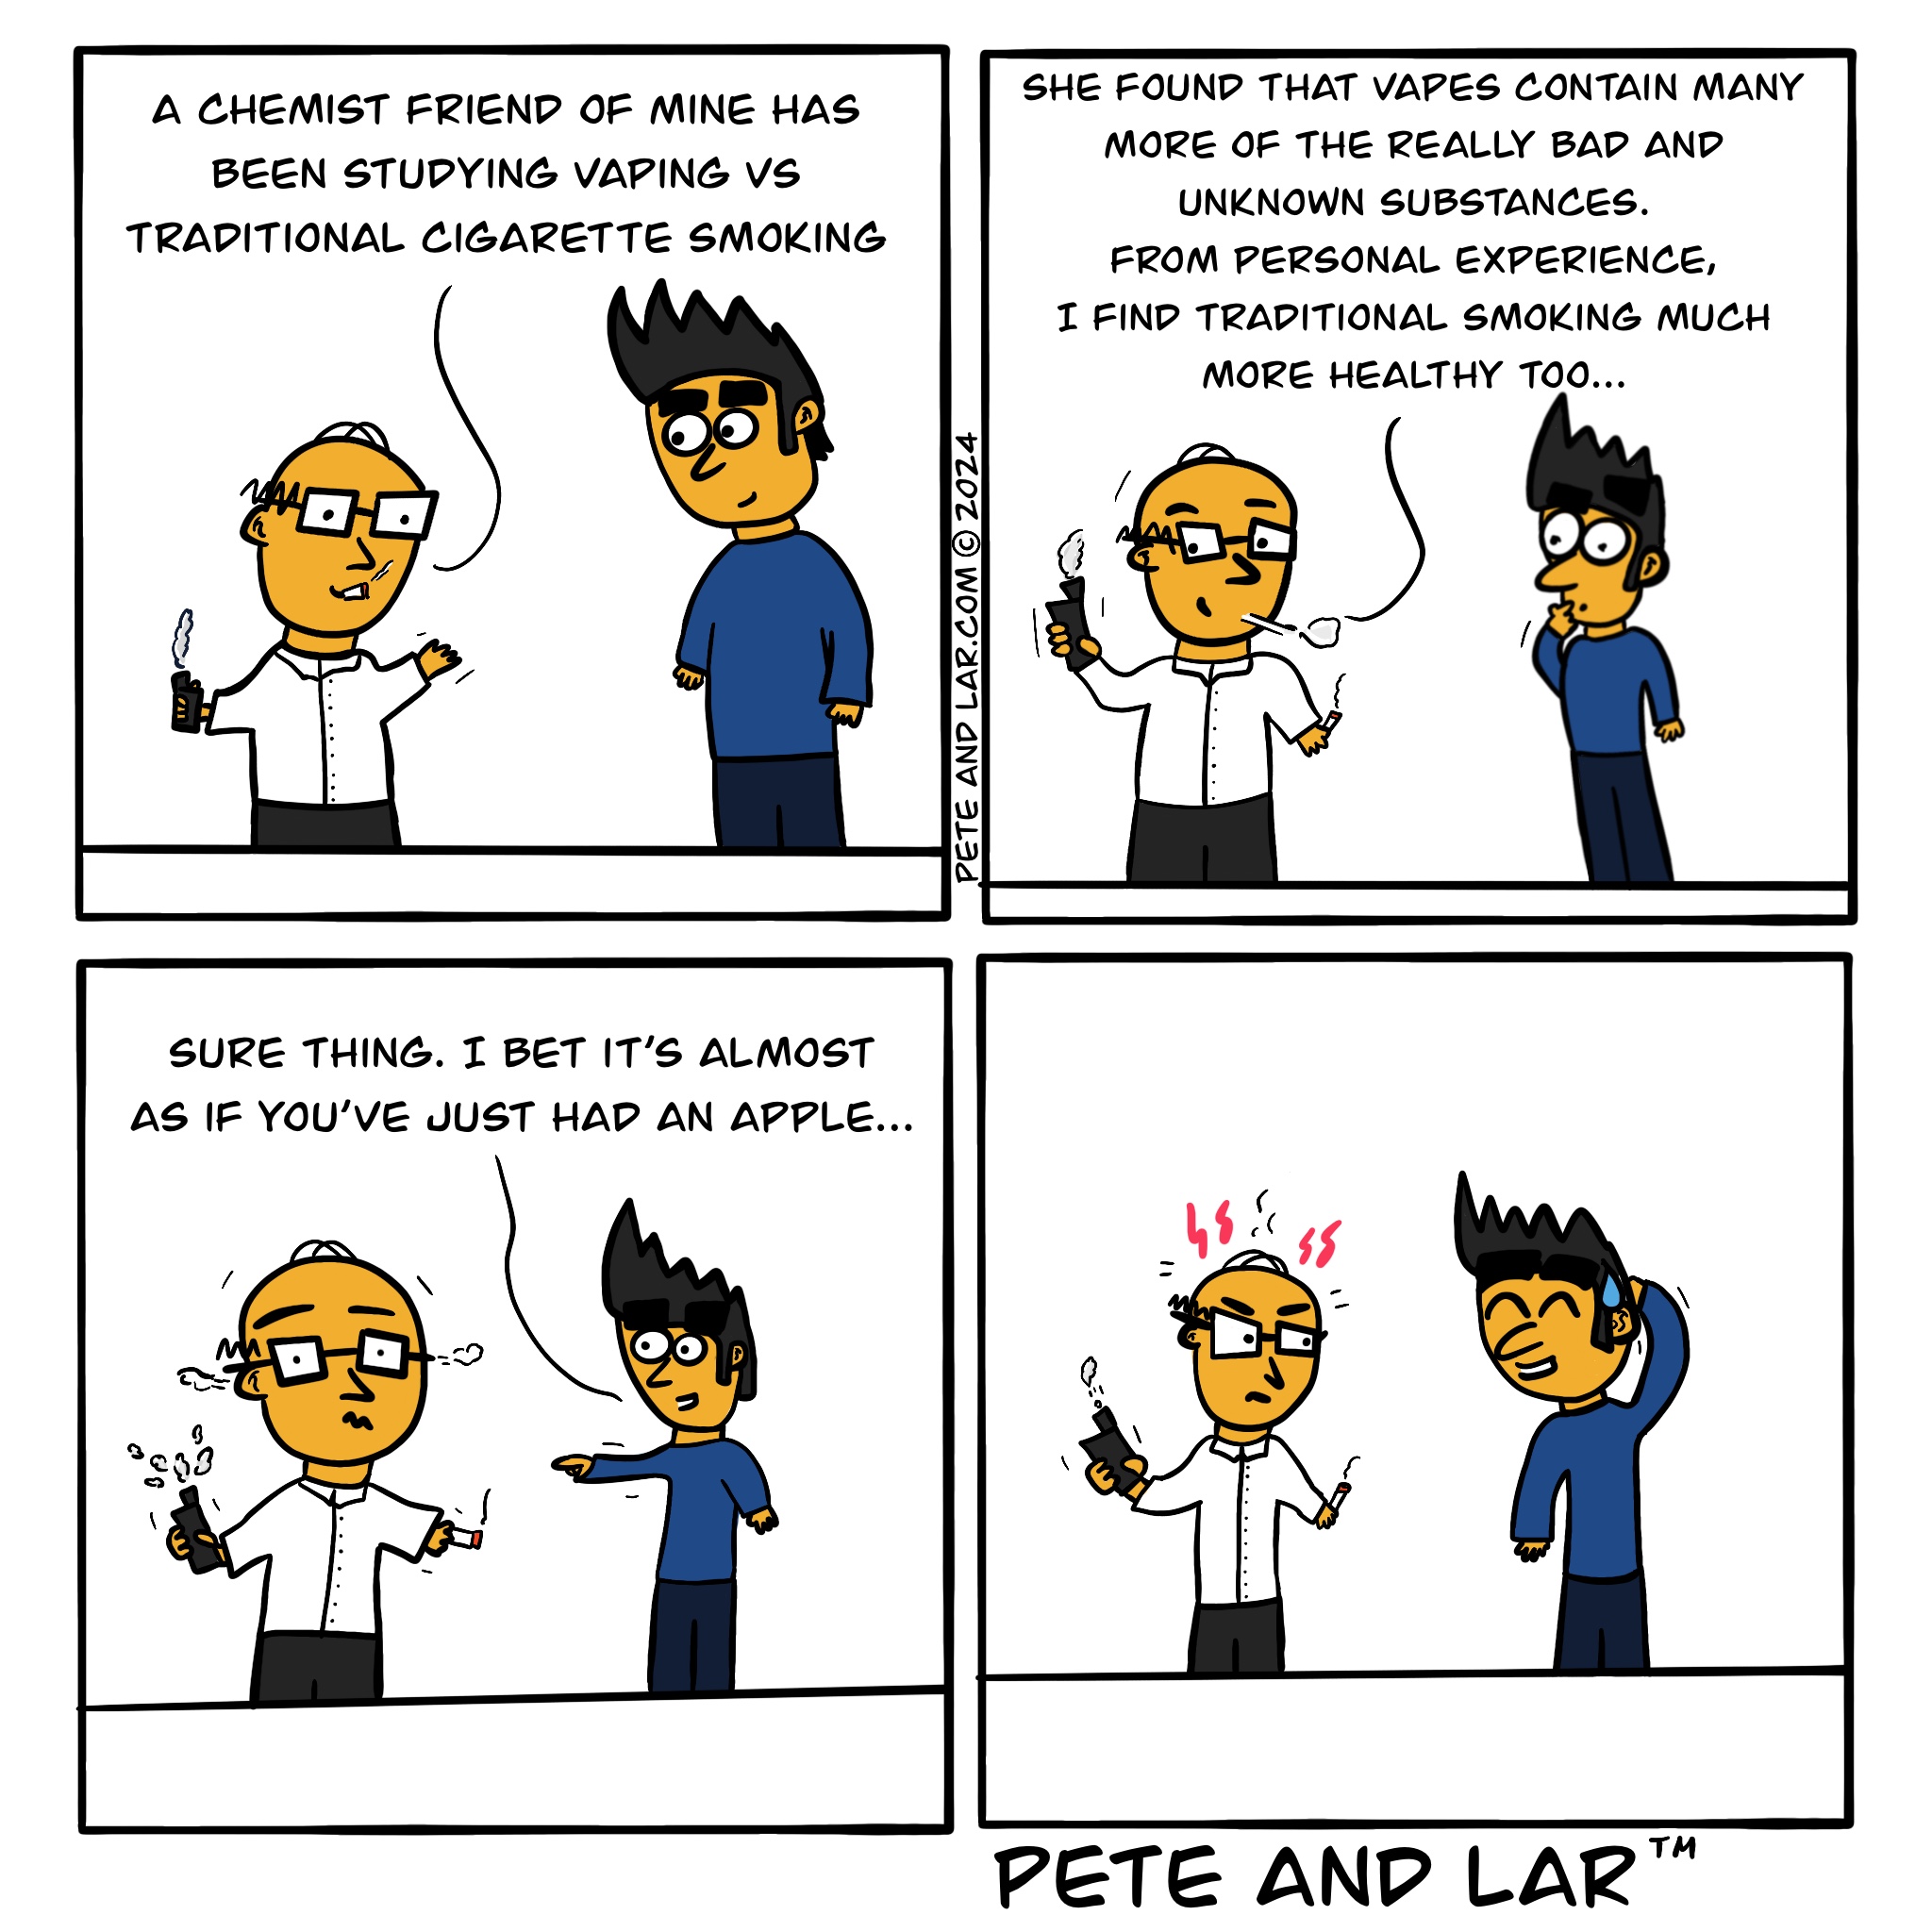 A CHEMIST FRIEND OF MINE HAS
BEEN STUDYING VAPING VS
TRADITIONAL CIGARETTE SMOKING
SHE FOUND THAT VAPES CONTAIN MANY
MORE OF THE REALLY BAD AND
UNKNOWN SUBSTANCES.
FROM PERSONAL EXPERIENCE,
I FIND TRADITIONAL SMOKING MUCH
MORE HEALTHY TOO...
PETE AND LAR.COM © 2024
SURE THING. I BET IT'S ALMOST
AS IF YOU'VE JUST HAD AN APPLE...
PETE AND LAR™